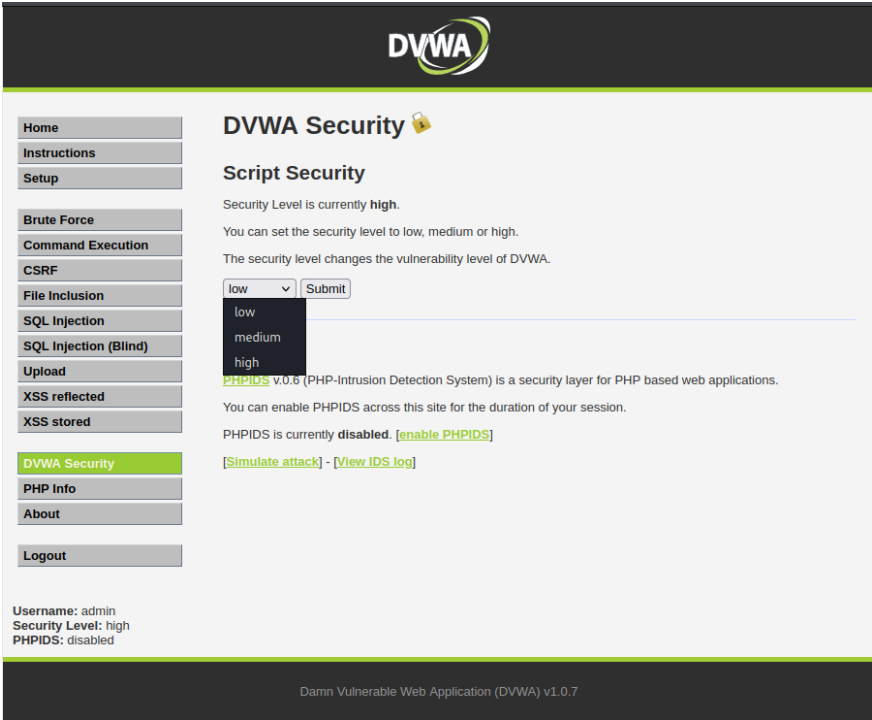 DVWA
Home
Instructions
Setup
Brute Force
Command Execution
CSRF
File Inclusion
SQL Injection
SQL Injection (Blind)
Upload
XSS reflected
XSS stored
DVWA Security
PHP Info
About
Logout
Username: admin
Security Level: high
PHPIDS: disabled
DVWA Security
Script Security
Security Level is currently high.
You can set the security level to low, medium or high.
The security level changes the vulnerability level of DVWA.
low Submit
low
medium
high
PHPIDS v.0.6 (PHP-Intrusion Detection System) is a security layer for PHP based web applications.
You can enable PHPIDS across this site for the duration of your session.
PHPIDS is currently disabled. [enable PHPIDS]
[Simulate attack] - [View IDS log]
Damn Vulnerable Web Application (DVWA) v1.0.7